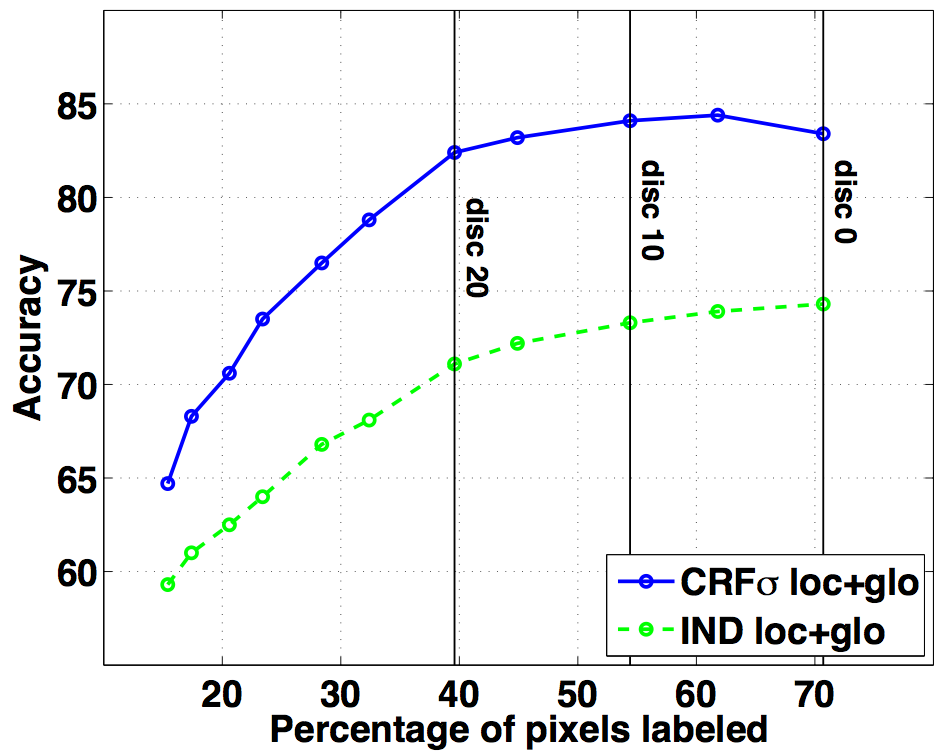 Accuracy
85
80
75
70
65
60
disc 20
disc 10
disc 0
CRFσ loc+glo
IND loc+glo
20 30 40 50 60 70
Percentage of pixels labeled